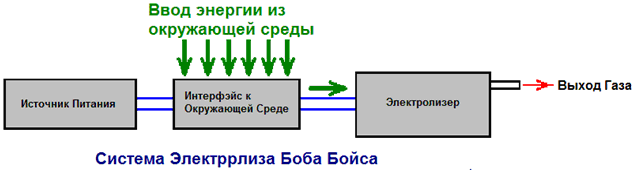 Ввод энергии из
окружающей среды
Источник Питания
Интерфэйс к
Окружающей Среде
Электролизер
Выход Газа
Система Электррлиза Боба Бойса